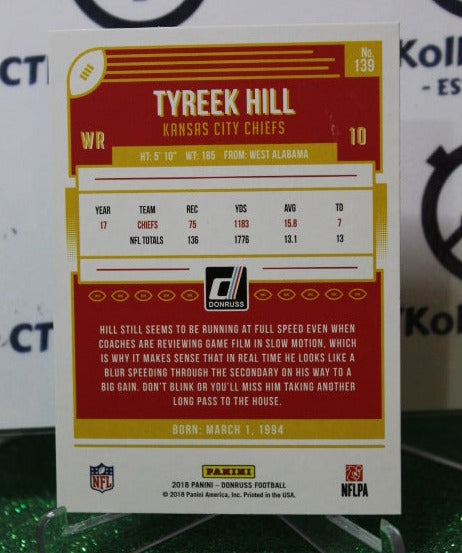 No.
139
TYREEK HILL
KANSAS CITY CHIEFS
WR
10
HT: 5' 10" WT: 185 FROM: WEST ALABAMA
YEAR TEAM REC YDS AVG TD
17 CHIEFS 75 1183 15.8 7
NFL TOTALS 136 1776 13.1 13
DONRUSS
HILL STILL SEEMS TO BE RUNNING AT FULL SPEED EVEN WHEN
COACHES ARE REVIEWING GAME FILM IN SLOW MOTION, WHICH
IS WHY IT MAKES SENSE THAT IN REAL TIME HE LOOKS LIKE A
BLUR SPEEDING THROUGH THE SECONDARY ON HIS WAY TO A
BIG GAIN. DON'T BLINK OR YOU'LL MISS HIM TAKING ANOTHER
LONG PASS TO THE HOUSE.
BORN: MARCH 1, 1994
NFL
PANINI
2018 PANINI – DONRUSS FOOTBALL
© 2018 Panini America, Inc. Printed in the USA.
NFLPA
CTI
Koll
- ES
CT
Kol